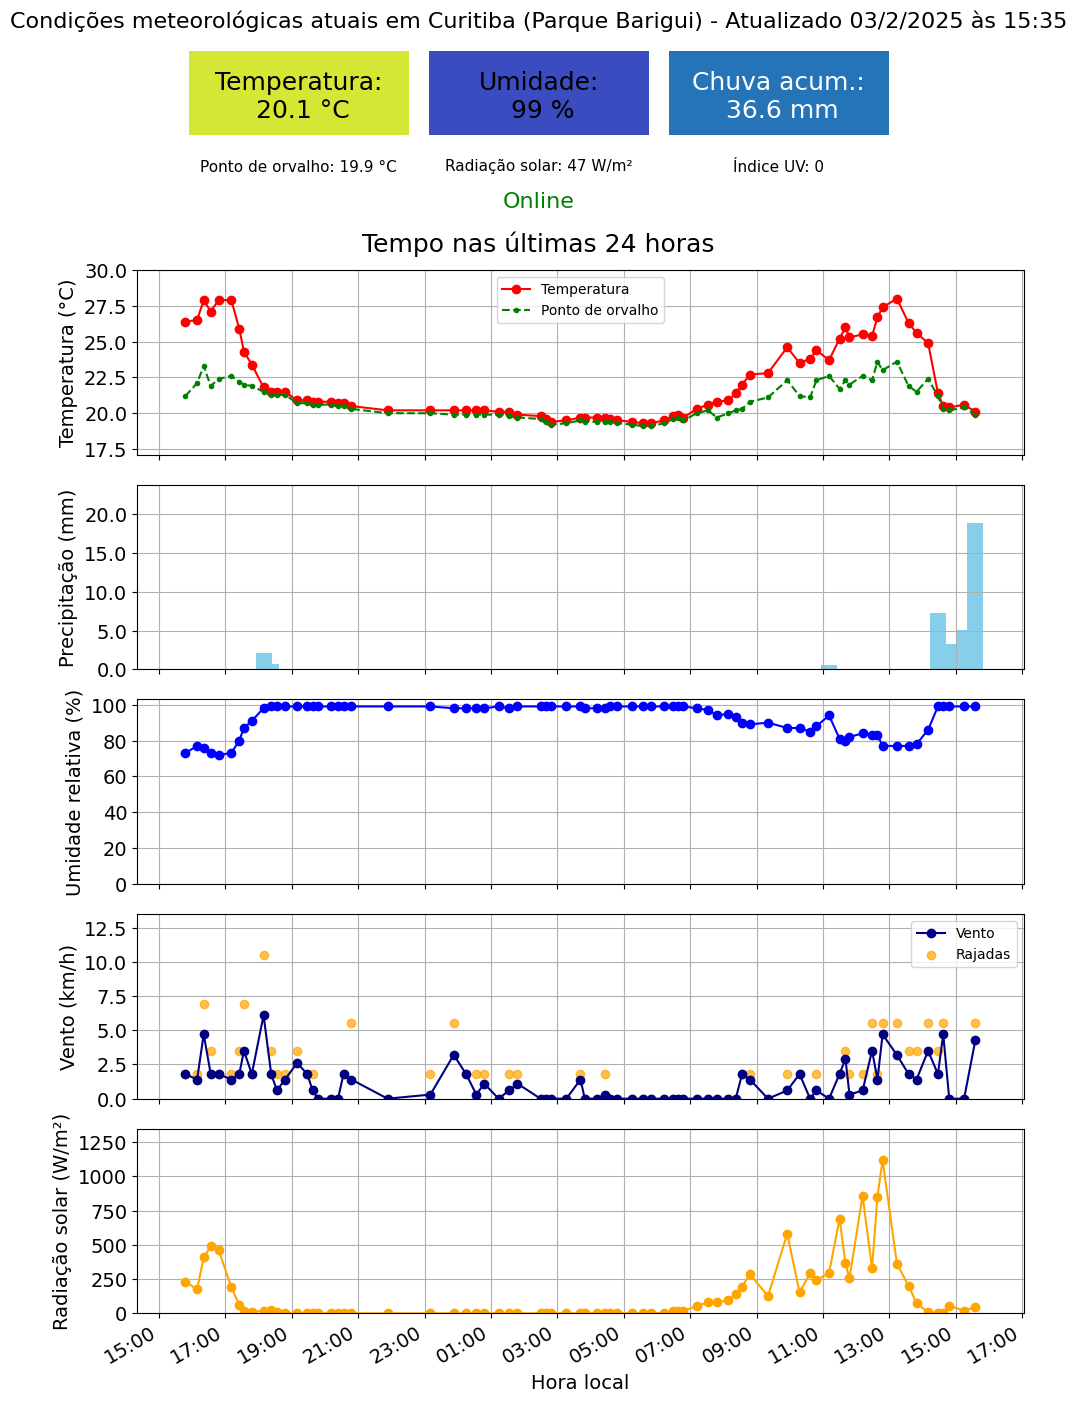 Condições meteorológicas atuais em Curitiba (Parque Barigui) - Atualizado 03/2/2025 às 15:35
Temperatura:
20.1 °C
Umidade:
99 %
Chuva acum.:
36.6 mm
Ponto de orvalho: 19.9 °C
Radiação solar: 47 W/m²
Índice UV: 0
Online
Tempo nas últimas 24 horas
Temperatura (°C)
30.0
27.5
25.0
22.5
20.0
17.5
Temperatura
Ponto de orvalho
Precipitação (mm)
20.0
15.0
10.0
5.0
0.0
Umidade relativa (%)
100
80
60
40
20
0
Vento (km/h)
12.5
10.0
7.5
5.0
2.5
0.0
Vento
Rajadas
Radiação solar (W/m²)
1250
1000
750
500
250
0
15:00 17:00 19:00 21:00 23:00 01:00 03:00 05:00 07:00 09:00 11:00 13:00 15:00 17:00
Hora local